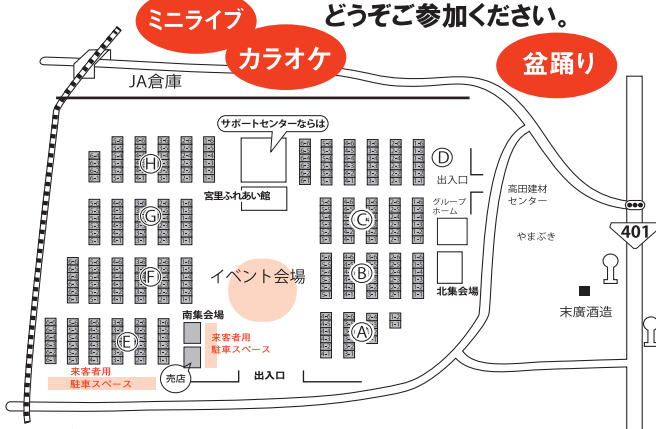 どうぞご参加ください。
ミニライブ
カラオケ
盆踊り
JA倉庫
サポートセンターならは
H
D
出入口
宮里ふれあい館
高田建材
センター
グループ
ホーム
G
C
401
やまぶき
F
イベント会場
B
北集会場
末廣酒造
南集会場
E
来客者用
駐車スペース
A
来客者用
駐車スペース
売店
出入口